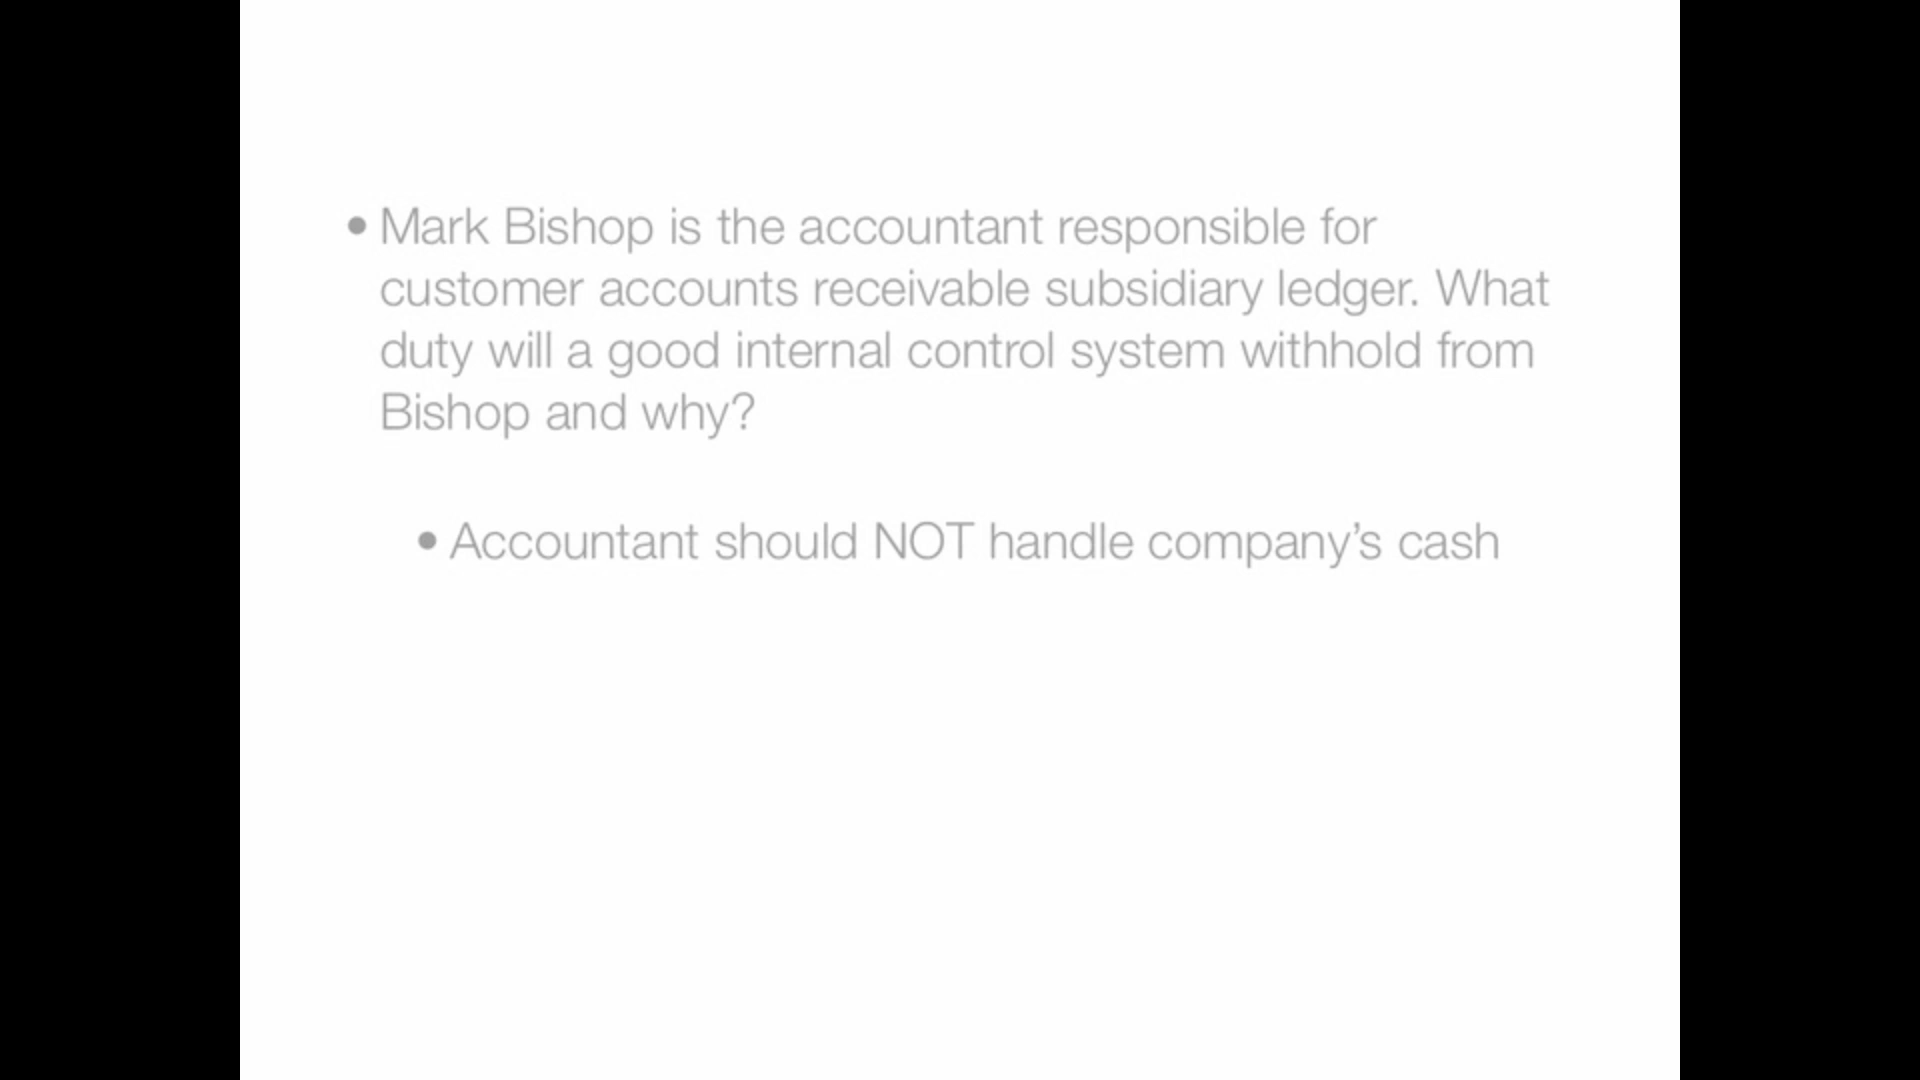 • Mark Bishop is the accountant responsible for
customer accounts receivable subsidiary ledger. What
duty will a good internal control system withhold from
Bishop and why?
• Accountant should NOT handle company’s cash